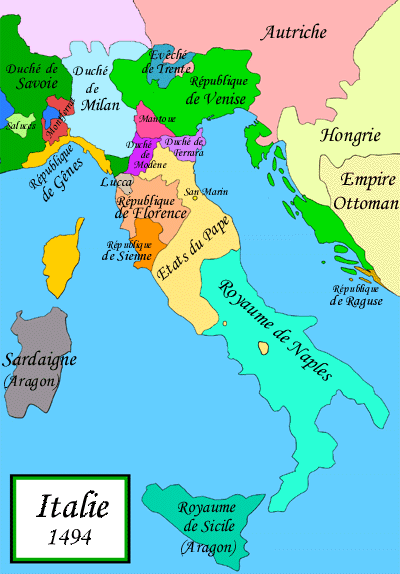 Autriche
Evêché
de Trente
Duché de
Savoie
Duché
de
Milan
République
de Venise
Saluces
Montferrat
Mantoue
Hongrie
Duché
de
Modène
Duché de
Ferrara
République
de Gênes
Lucca
San Marin
Empire
Ottoman
République
de Florence
République
de Sienne
Etats du Pape
République
de Raguse
Royaume de Naples
Sardaigne
(Aragon)
Royaume
de Sicile
(Aragon)
Italie
1494